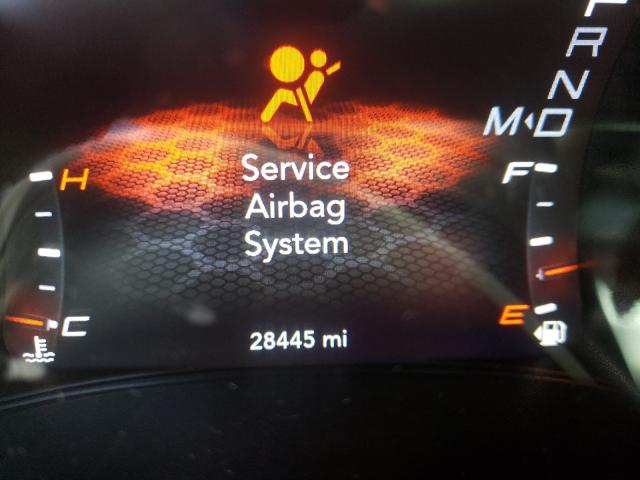 P
R
N
M◂D
H
F
Service
Airbag
System
C
E
28445 mi